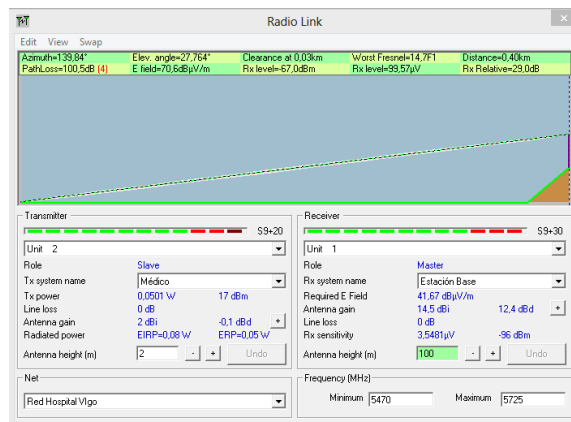 Radio Link
Edit View Swap
Azimuth=139,84° Elev. angle=27,764° Clearance at 0,03km Worst Fresnel=14,7F1 Distance=0,40km
PathLoss=100,5dB (4) E field=70,6dBµV/m Rx level=-67,0dBm Rx level=99,57µV Rx Relative=29,0dB
Transmitter
S9+20
Unit 2
Role Slave
Tx system name Médico
Tx power 0,0501 W 17 dBm
Line loss 0 dB
Antenna gain 2 dBi -0,1 dBd +
Radiated power EIRP=0,08 W ERP=0,05 W
Antenna height (m) 2 - + Undo
Receiver
S9+30
Unit 1
Role Master
Rx system name Estación Base
Required E Field 41,67 dBµV/m
Antenna gain 14,5 dBi 12,4 dBd +
Line loss 0 dB
Rx sensitivity 3,5481µV -96 dBm
Antenna height (m) 100 - + Undo
Net
Red Hospital VIgo
Frequency (MHz)
Minimum 5470 Maximum 5725